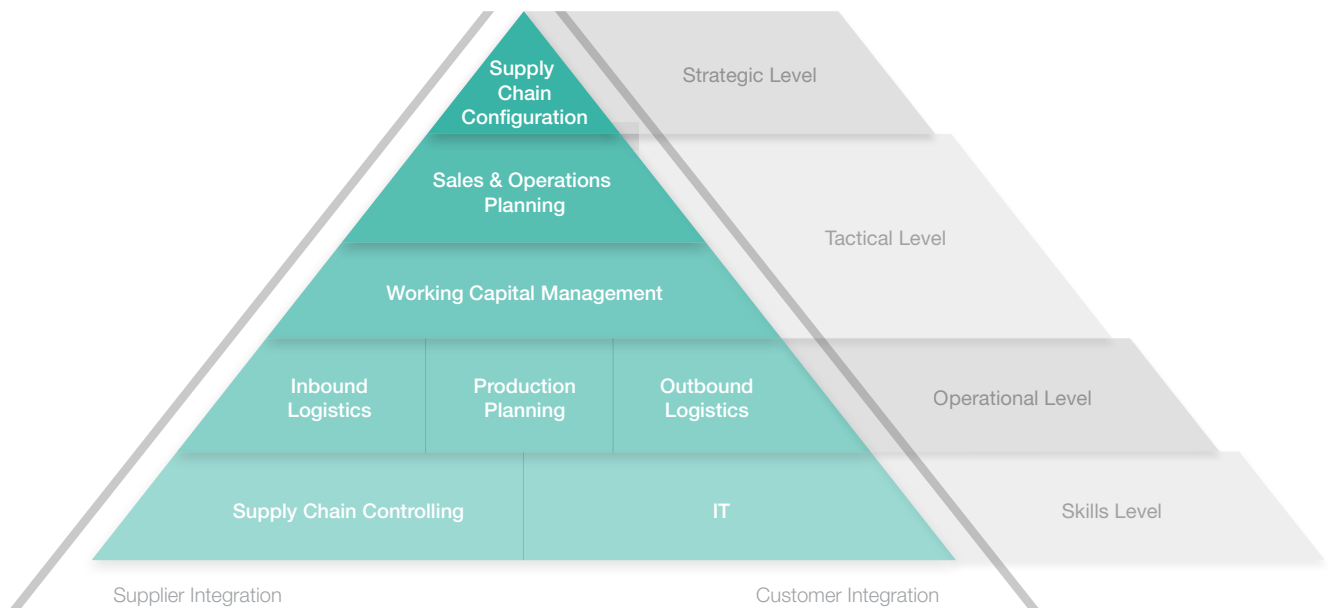 Supply
Chain
Configuration
Strategic Level
Sales & Operations
Planning
Tactical Level
Working Capital Management
Inbound
Logistics
Production
Planning
Outbound
Logistics
Operational Level
Supply Chain Controlling
IT
Skills Level
Supplier Integration
Customer Integration